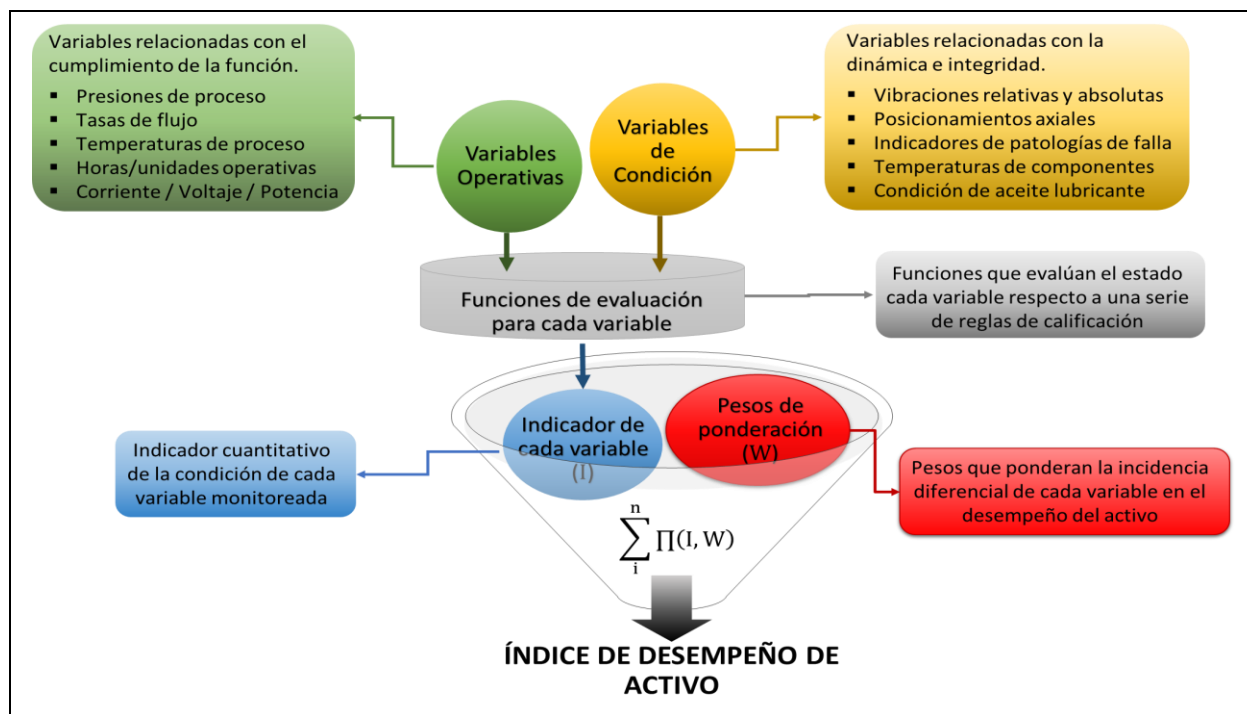 Variables relacionadas con el
cumplimiento de la función.
▪ Presiones de proceso
▪ Tasas de flujo
▪ Temperaturas de proceso
▪ Horas/unidades operativas
▪ Corriente / Voltaje / Potencia
Variables
Operativas
Variables
de
Condición
Variables relacionadas con la
dinámica e integridad.
▪ Vibraciones relativas y absolutas
▪ Posicionamientos axiales
▪ Indicadores de patologías de falla
▪ Temperaturas de componentes
▪ Condición de aceite lubricante
Funciones de evaluación
para cada variable
Funciones que evalúan el estado
cada variable respecto a una serie
de reglas de calificación
Indicador de
cada variable
(I)
Pesos de
ponderación
(W)
Indicador cuantitativo
de la condición de cada
variable monitoreada
Pesos que ponderan la incidencia
diferencial de cada variable en el
desempeño del activo
n
∑ ∏(I, W)
i
ÍNDICE DE DESEMPEÑO DE
ACTIVO